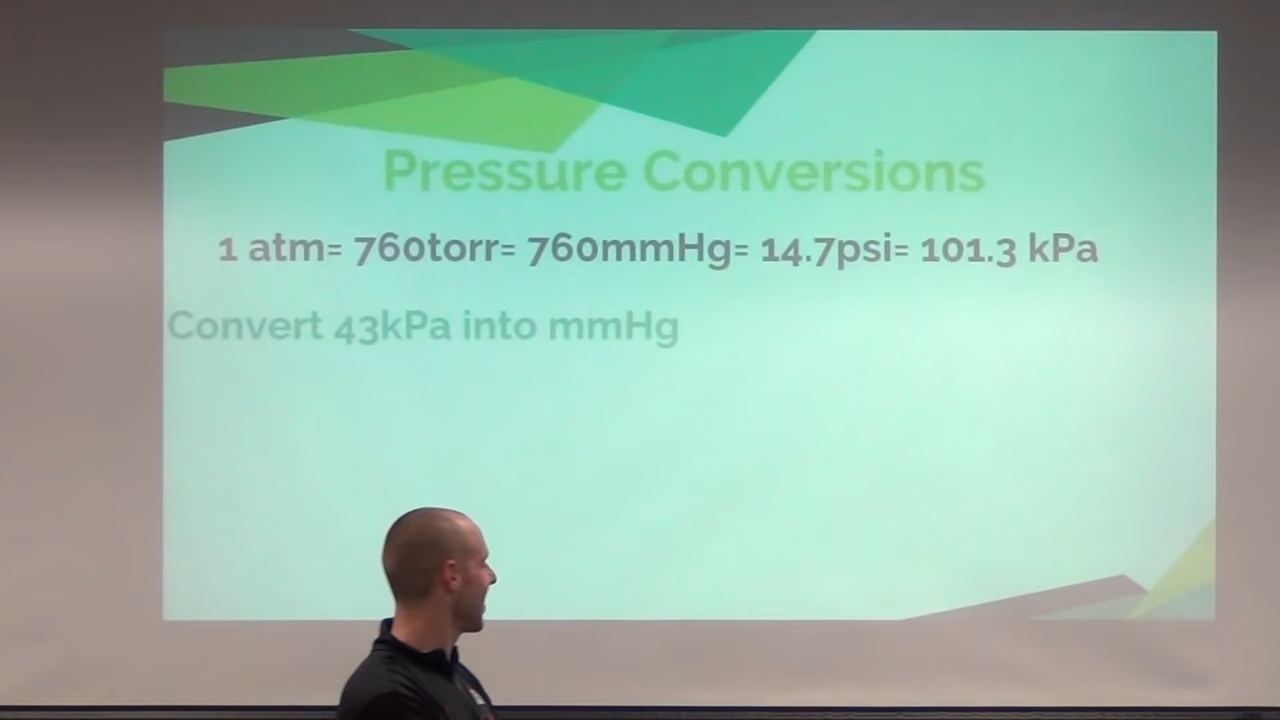 Pressure Conversions
1 atm= 760torr= 760mmHg= 14.7psi= 101.3 kPa
Convert 43kPa into mmHg